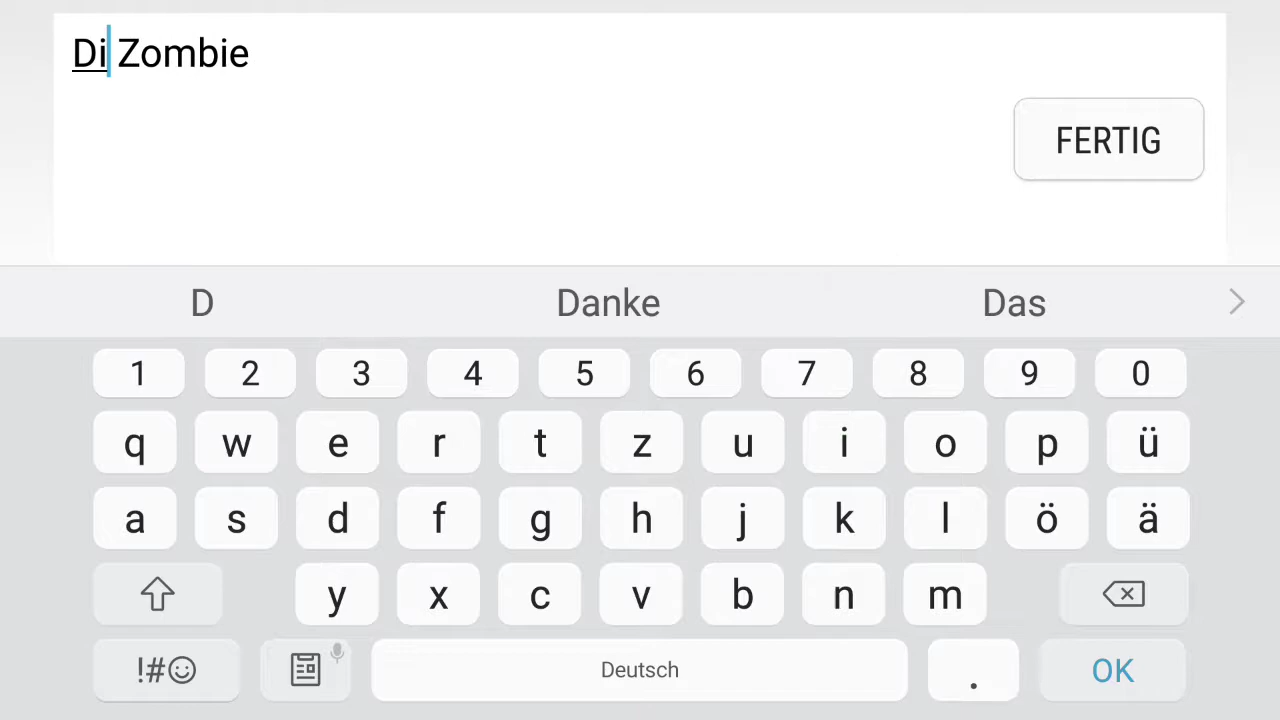 Di Zombie
FERTIG
D Danke Das
1 2 3 4 5 6 7 8 9 0
q w e r t z u i o p ü
a s d f g h j k l ö ä
y x c v b n m
!#☺ Deutsch . OK